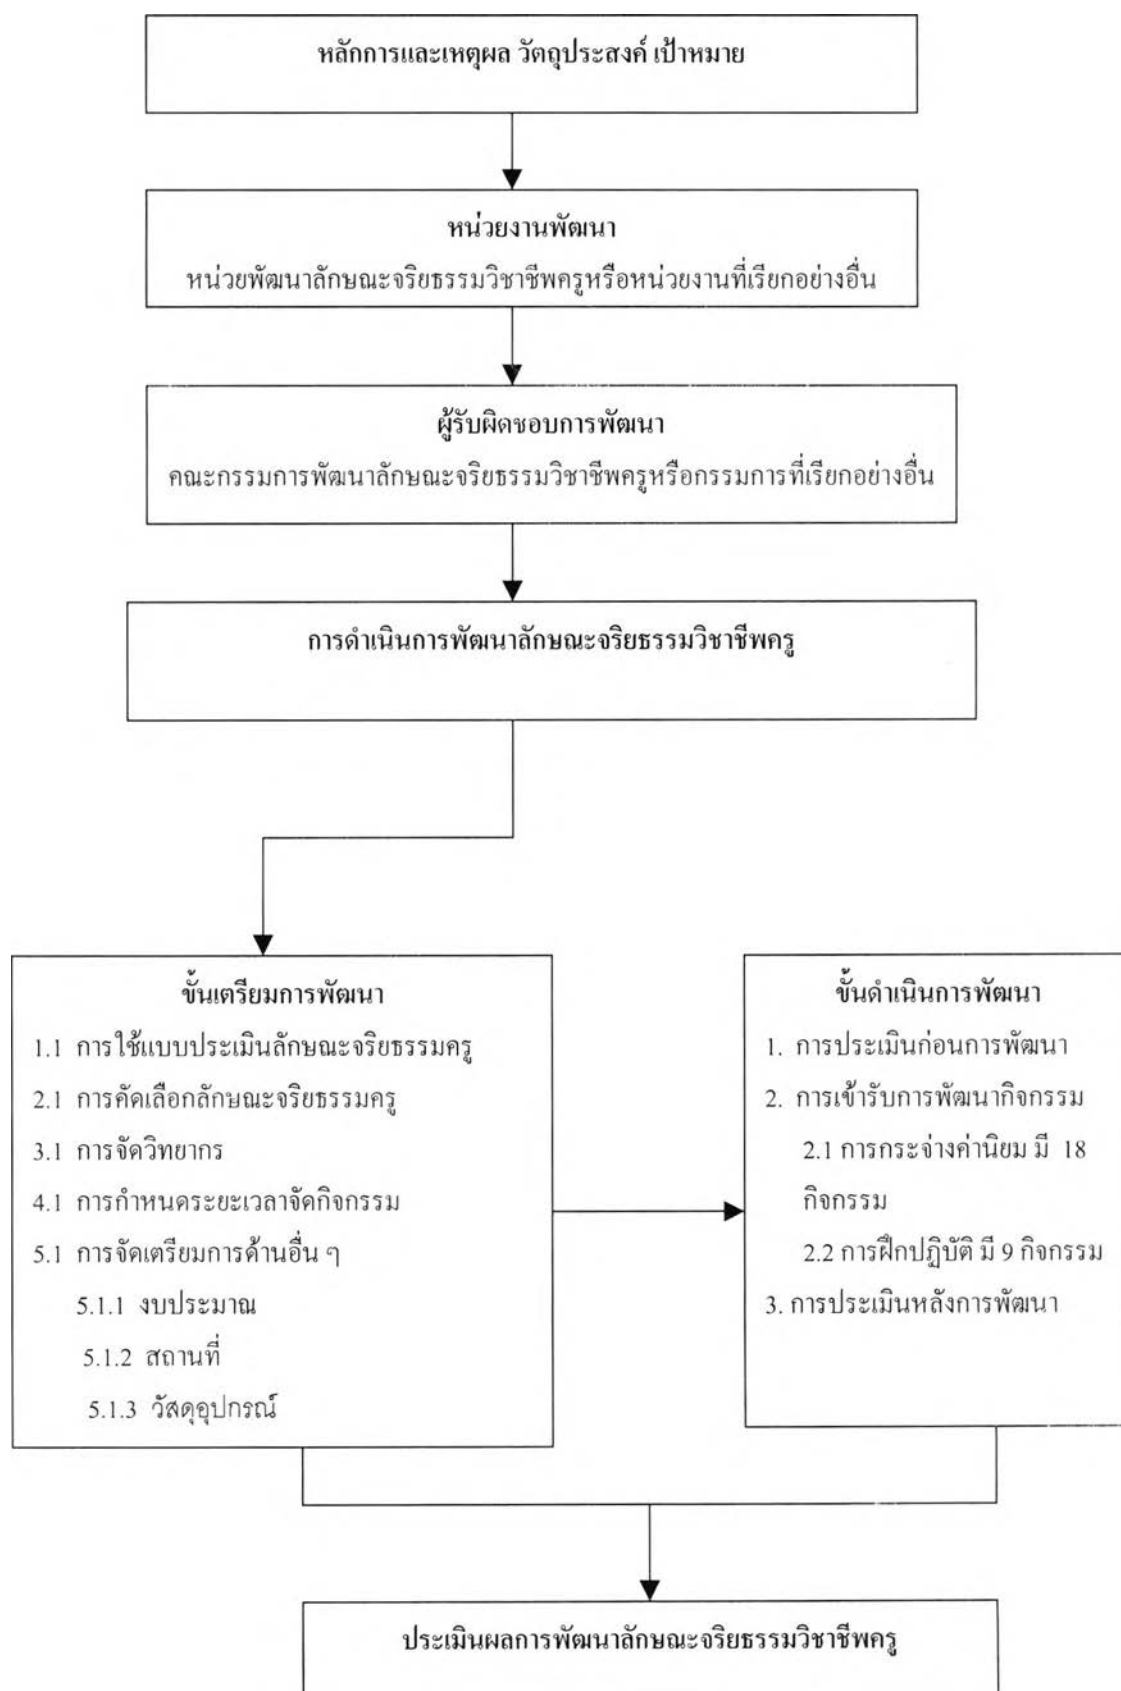 หลักการและเหตุผล วัตถุประสงค์ เป้าหมาย
หน่วยงานพัฒนา
หน่วยพัฒนาลักษณะจริยธรรมวิชาชีพครูหรือหน่วยงานที่เรียกอย่างอื่น
ผู้รับผิดชอบการพัฒนา
คณะกรรมการพัฒนาลักษณะจริยธรรมวิชาชีพครูหรือกรรมการที่เรียกอย่างอื่น
การดำเนินการพัฒนาลักษณะจริยธรรมวิชาชีพครู
ขั้นเตรียมการพัฒนา
1.1 การใช้แบบประเมินลักษณะจริยธรรมครู
2.1 การคัดเลือกลักษณะจริยธรรมครู
3.1 การจัดวิทยากร
4.1 การกำหนดระยะเวลาจัดกิจกรรม
5.1 การจัดเตรียมการด้านอื่น ๆ
5.1.1 งบประมาณ
5.1.2 สถานที่
5.1.3 วัสดุอุปกรณ์
ขั้นดำเนินการพัฒนา
1. การประเมินก่อนการพัฒนา
2. การเข้ารับการพัฒนากิจกรรม
2.1 การกระจ่างค่านิยม มี 18
กิจกรรม
2.2 การฝึกปฏิบัติ มี 9 กิจกรรม
3. การประเมินหลังการพัฒนา
ประเมินผลการพัฒนาลักษณะจริยธรรมวิชาชีพครู